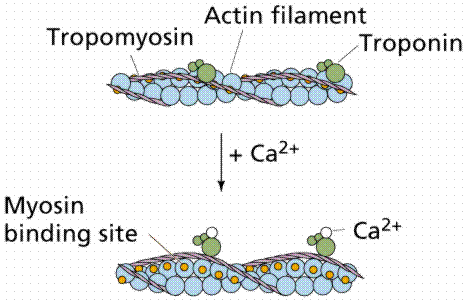 Actin filament
Tropomyosin
Troponin
+ Ca²⁺
Myosin
binding site
Ca²⁺